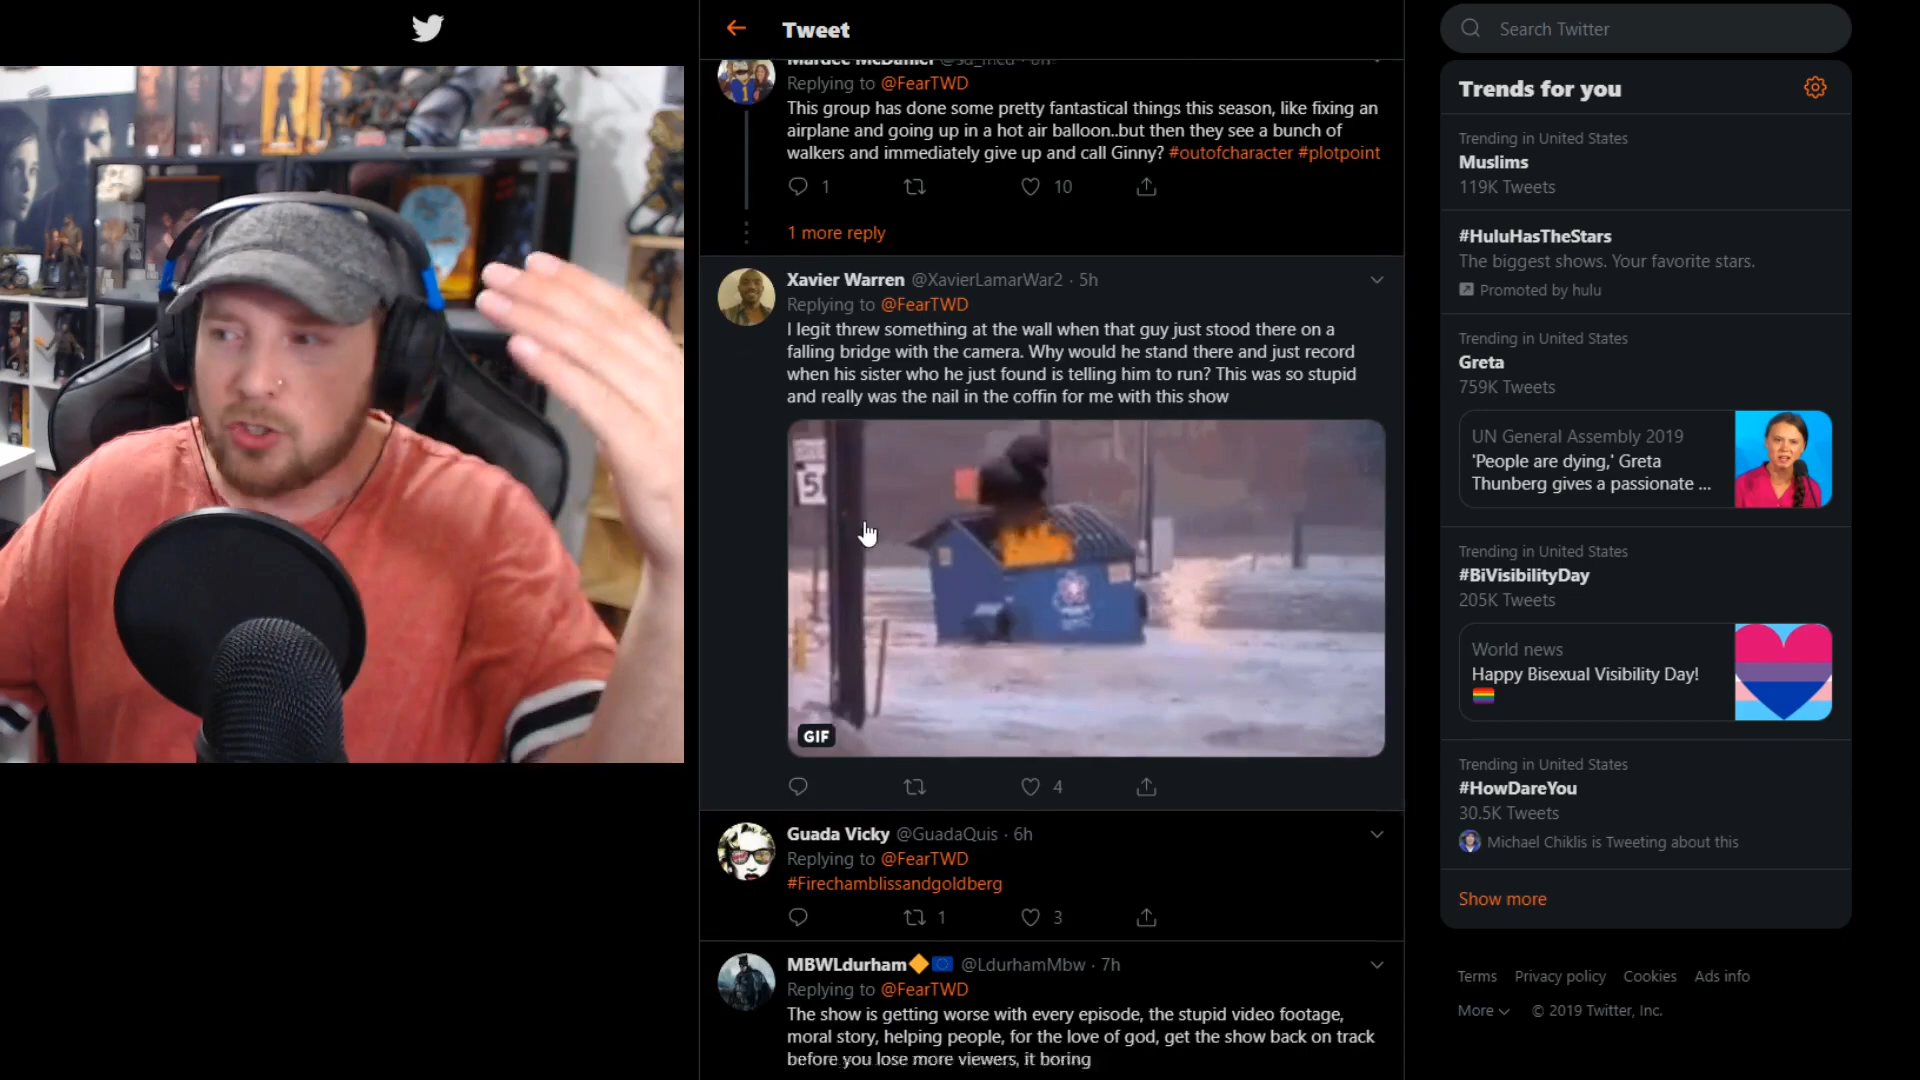 Tweet
Replying to @FearTWD
This group has done some pretty fantastical things this season, like fixing an
airplane and going up in a hot air balloon..but then they see a bunch of
walkers and immediately give up and call Ginny? #outofcharacter #plotpoint
1
10
1 more reply
Xavier Warren @XavierLamarWar2 · 5h
Replying to @FearTWD
I legit threw something at the wall when that guy just stood there on a
falling bridge with the camera. Why would he stand there and just record
when his sister who he just found is telling him to run? This was so stupid
and really was the nail in the coffin for me with this show
GIF
4
Guada Vicky @GuadaQuis · 6h
Replying to @FearTWD
#Firechamblissandgoldberg
1
3
MBWLdurham @LdurhamMbw · 7h
Replying to @FearTWD
The show is getting worse with every episode, the stupid video footage,
moral story, helping people, for the love of god, get the show back on track
before you lose more viewers, it boring
Search Twitter
Trends for you
Trending in United States
Muslims
119K Tweets
#HuluHasTheStars
The biggest shows. Your favorite stars.
Promoted by hulu
Trending in United States
Greta
759K Tweets
UN General Assembly 2019
'People are dying,' Greta
Thunberg gives a passionate ...
Trending in United States
#BiVisibilityDay
205K Tweets
World news
Happy Bisexual Visibility Day!
Trending in United States
#HowDareYou
30.5K Tweets
Michael Chiklis is Tweeting about this
Show more
Terms Privacy policy Cookies Ads info
More © 2019 Twitter, Inc.